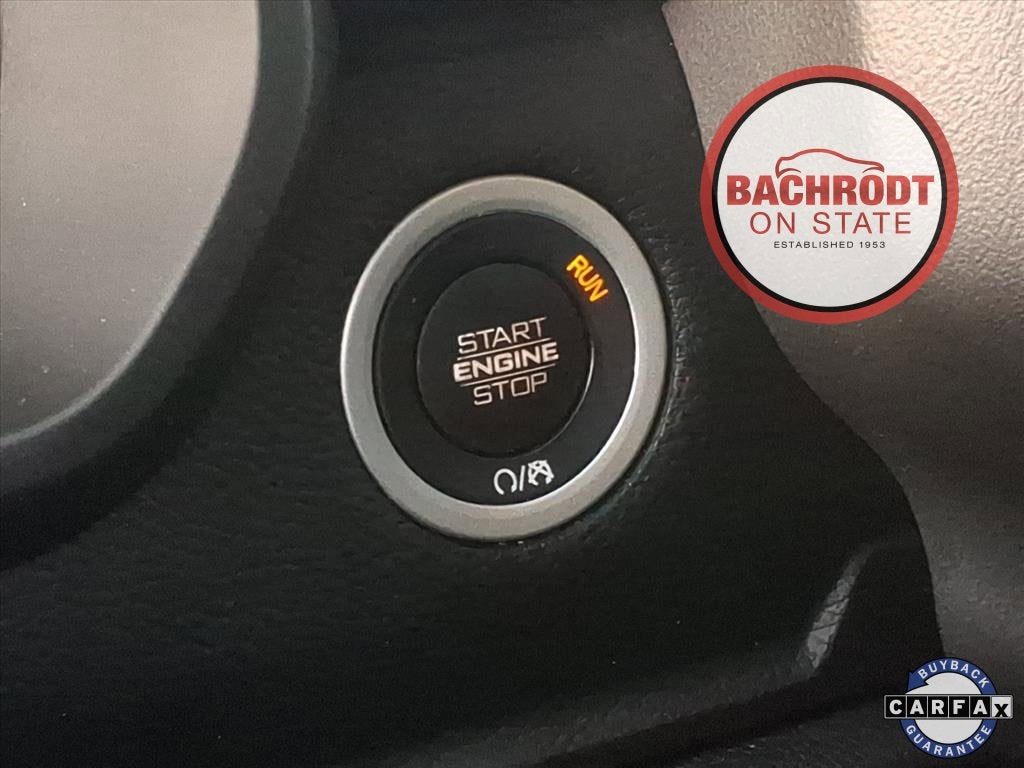 BACHRODT
ON STATE
ESTABLISHED 1953
RUN
START
ENGINE
STOP
BUYBACK
CARFAX
GUARANTEE